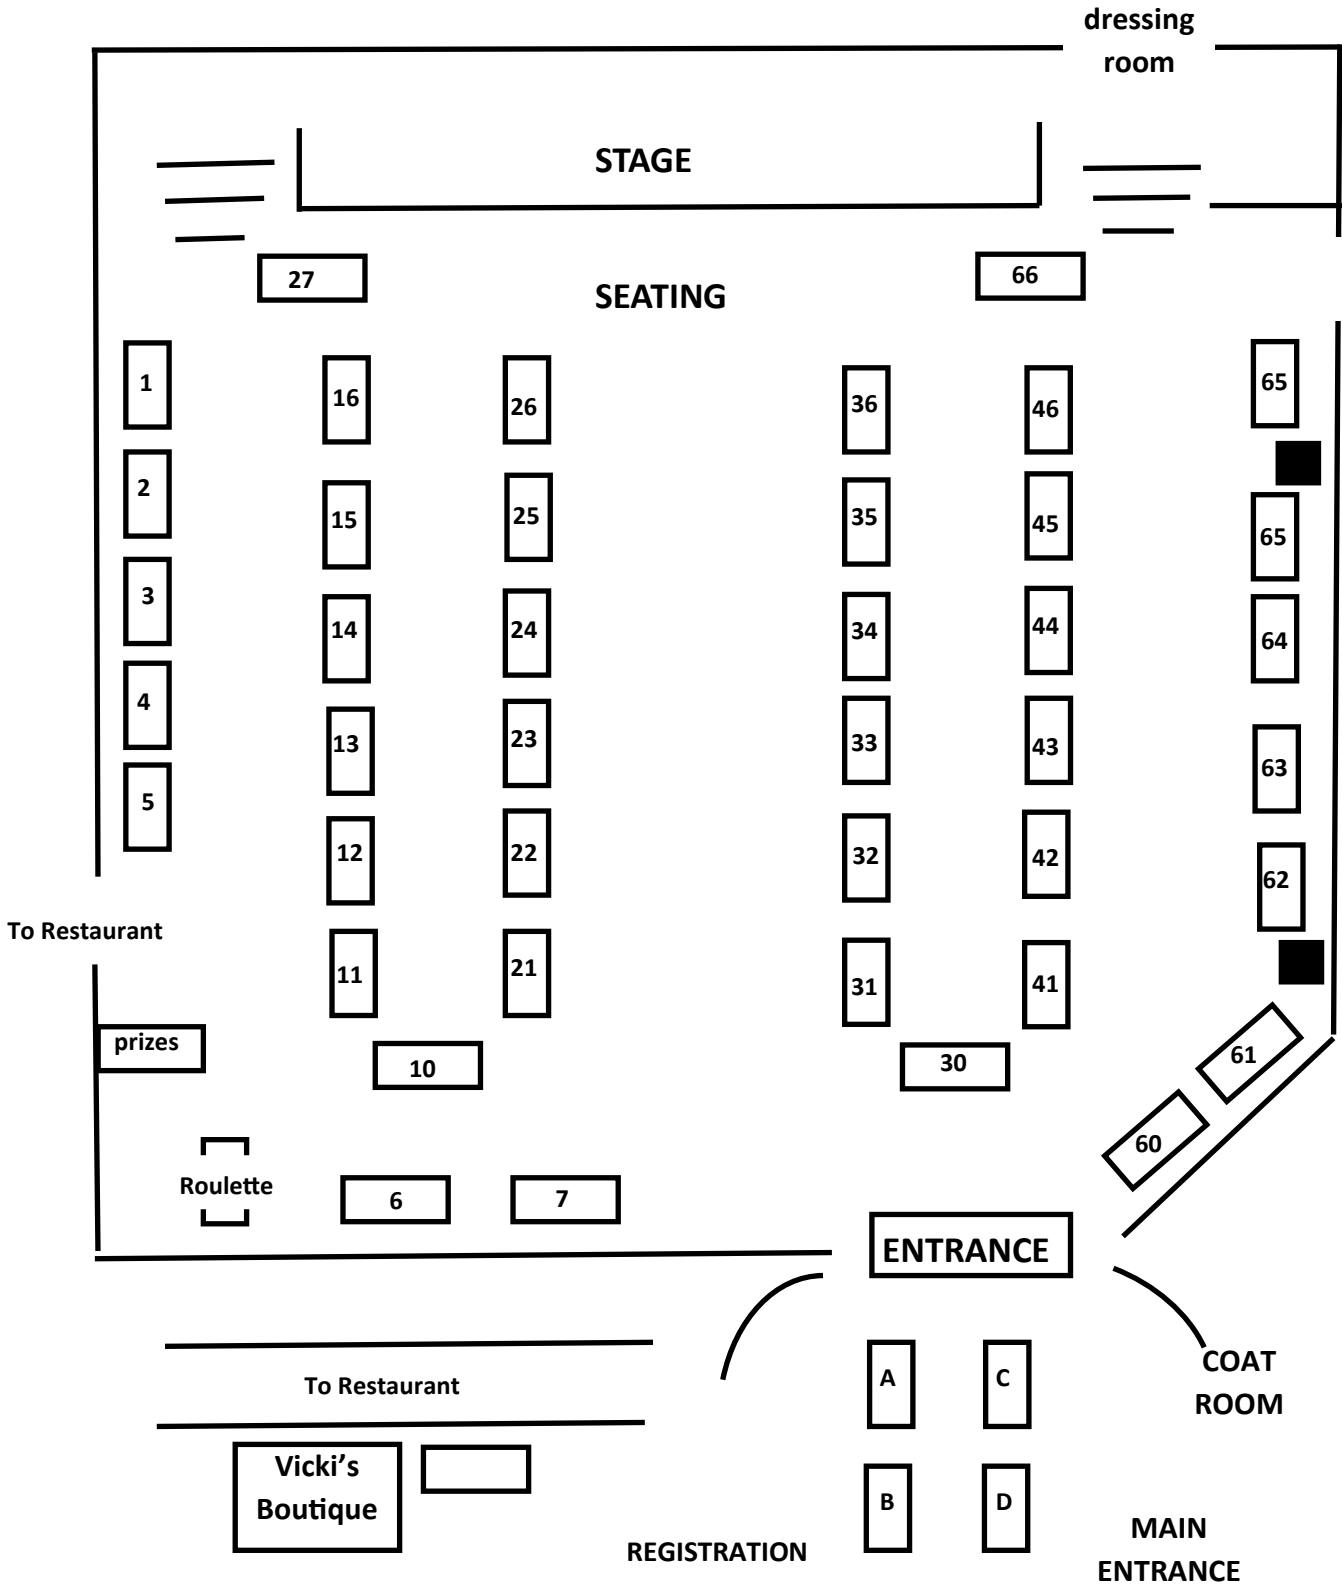 dressing
room
STAGE
27
66
SEATING
1
16
26
36
46
65
2
15
25
35
45
65
3
14
24
34
44
64
4
13
23
33
43
63
5
12
22
32
42
62
To Restaurant
11
21
31
41
prizes
10
30
61
60
Roulette
6
7
ENTRANCE
To Restaurant
A
C
COAT
ROOM
Vicki's
Boutique
B
D
REGISTRATION
MAIN
ENTRANCE